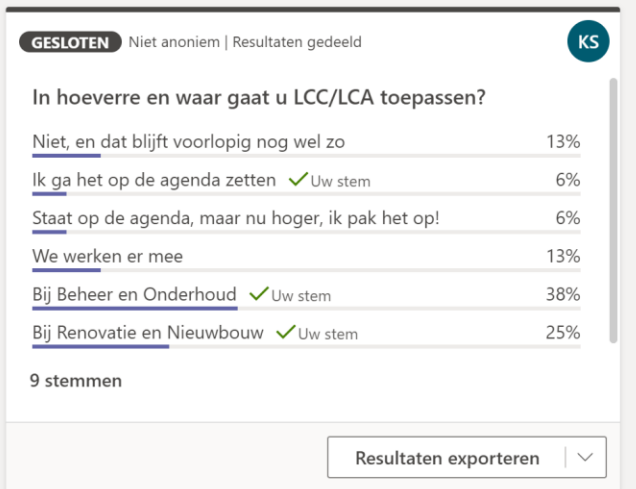 GESLOTEN Niet anoniem | Resultaten gedeeld KS
In hoeverre en waar gaat u LCC/LCA toepassen?
Niet, en dat blijft voorlopig nog wel zo 13%
Ik ga het op de agenda zetten Uw stem 6%
Staat op de agenda, maar nu hoger, ik pak het op! 6%
We werken er mee 13%
Bij Beheer en Onderhoud Uw stem 38%
Bij Renovatie en Nieuwbouw Uw stem 25%
9 stemmen
Resultaten exporteren